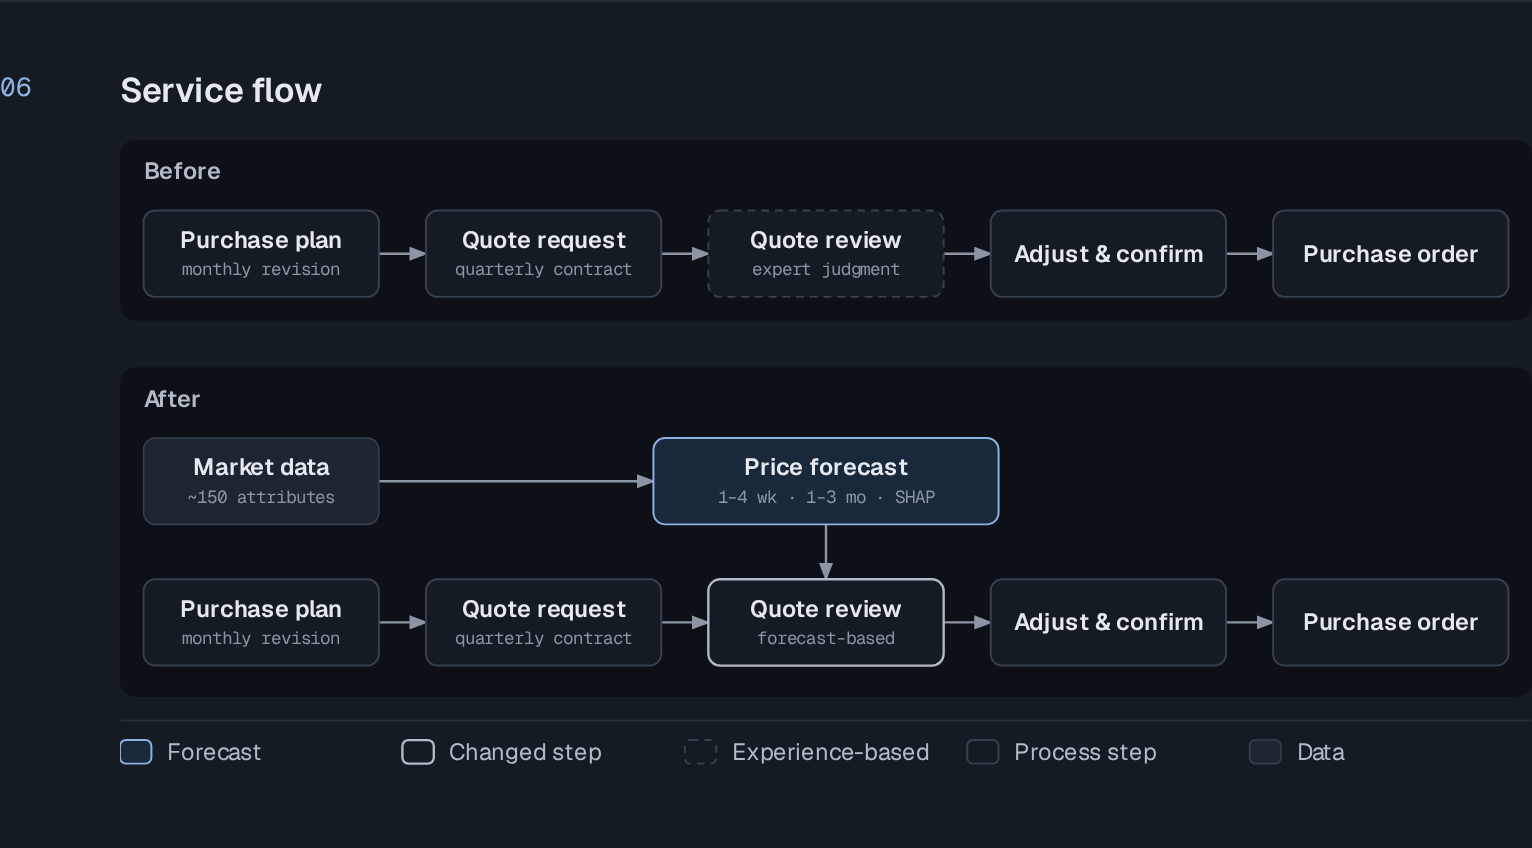 06
Service flow
Before
Purchase plan
monthly revision
Quote request
quarterly contract
Quote review
expert judgment
Adjust & confirm
Purchase order
After
Market data
~150 attributes
Price forecast
1–4 wk · 1–3 mo · SHAP
Purchase plan
monthly revision
Quote request
quarterly contract
Quote review
forecast-based
Adjust & confirm
Purchase order
Forecast
Changed step
Experience-based
Process step
Data